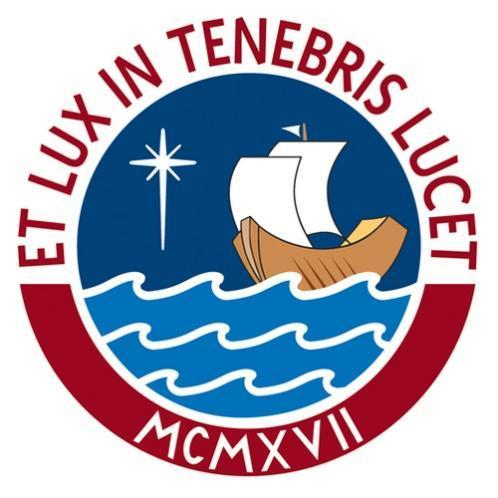 ET LUX IN TENEBRIS LUCET
MCMXVII